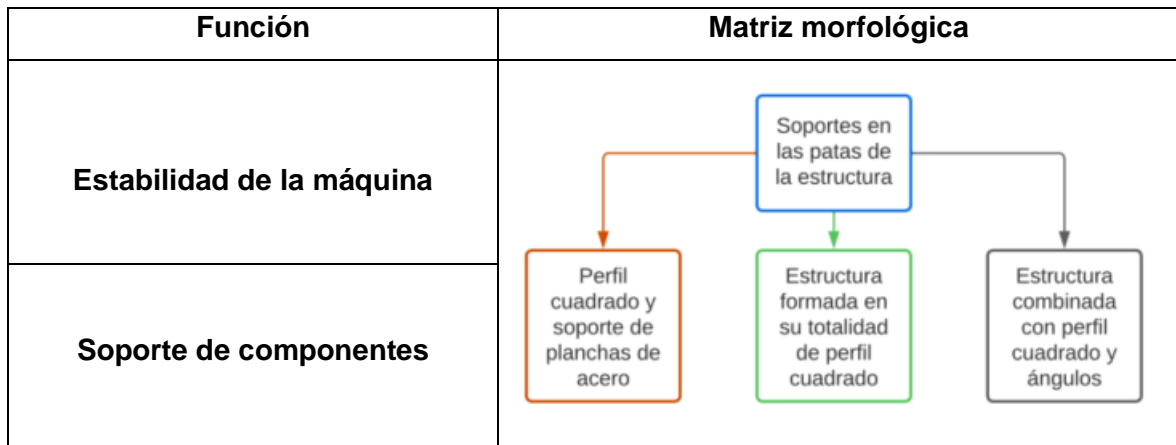 Función
Matriz morfológica
Estabilidad de la máquina
Soportes en
las patas de
la estructura
Soporte de componentes
Perfil
cuadrado y
soporte de
planchas de
acero
Estructura
formada en
su totalidad
de perfil
cuadrado
Estructura
combinada
con perfil
cuadrado y
ángulos